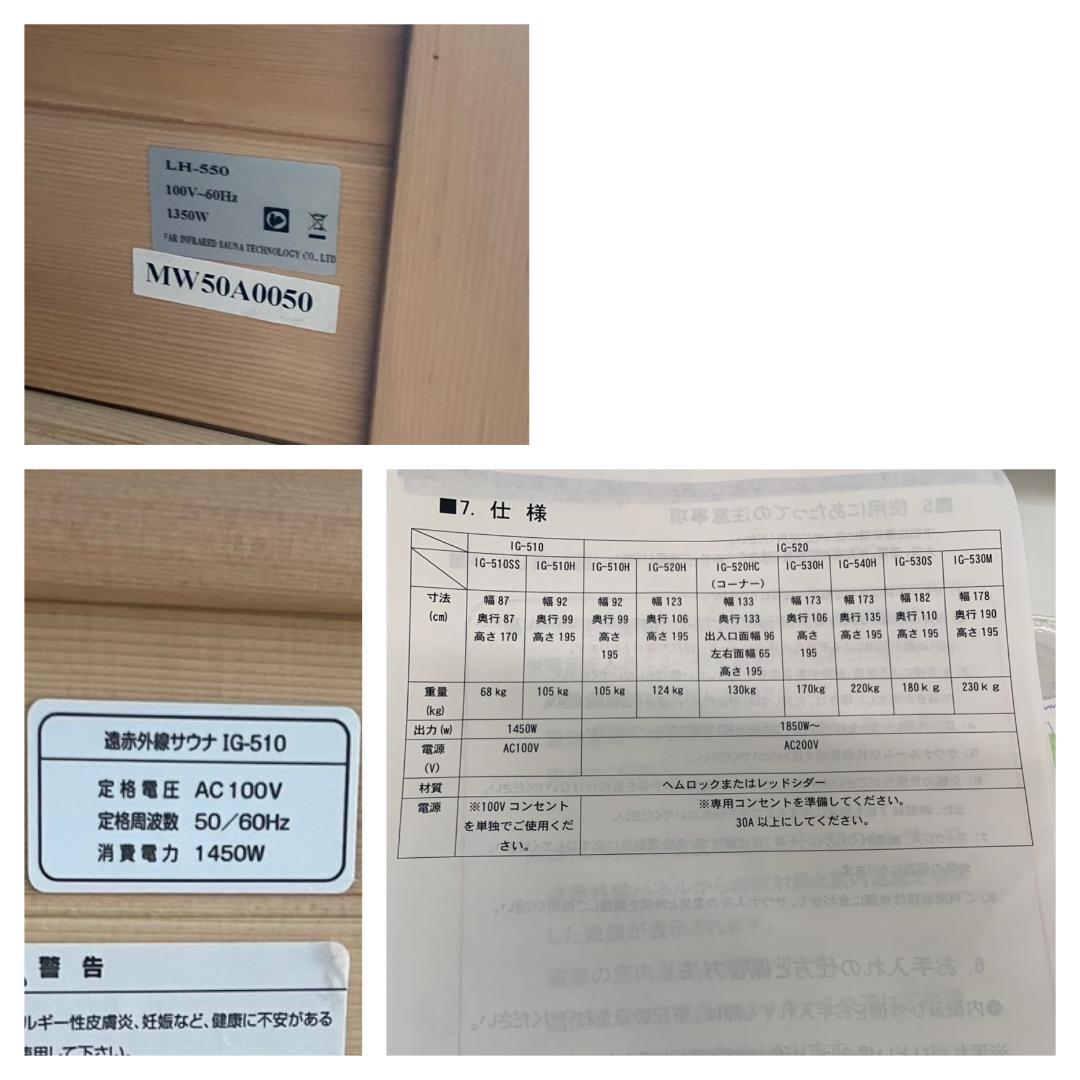 LH-550
100V~60Hz
1350W
FAR INFRARED SAUNA TECHNOLOGY CO., LTD
MW50A0050
遠赤外線サウナ IG-510
定格電圧 AC100V
定格周波数 50/60Hz
消費電力 1450W
警告
ルギー性皮膚炎、妊娠など、健康に不安がある
使用して下さい。
■7. 仕様
IG-510 IG-520
IG-510SS IG-510H IG-510H IG-520H IG-520HC (コーナー) IG-530H IG-540H IG-530S IG-530M
寸法 (cm)
幅 87 奥行 87 高さ 170
幅 92 奥行 99 高さ 195
幅 92 奥行 99 高さ 195
幅 123 奥行 106 高さ 195
幅 133 奥行 133 出入口面幅 96 左右面幅 65 高さ 195
幅 173 奥行 106 高さ 195
幅 173 奥行 135 高さ 195
幅 182 奥行 110 高さ 195
幅 178 奥行 190 高さ 195
重量 (kg) 68 kg 105 kg 105 kg 124 kg 130kg 170kg 220kg 180kg 230kg
出力(w) 1450W 1850W～
電源 (V) AC100V AC200V
材質 ヘムロックまたはレッドシダー
電源 ※100V コンセントを単独でご使用ください。
※専用コンセントを準備してください。
30A 以上にしてください。